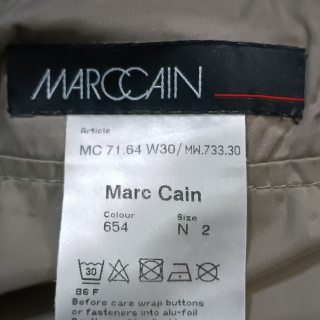 MARCCAIN
Article
MC 71.64 W30/MW.733.30
Marc Cain
Colour Size
654 N 2
30
86 F
Before care wrap buttons
or fasteners into alu-foil